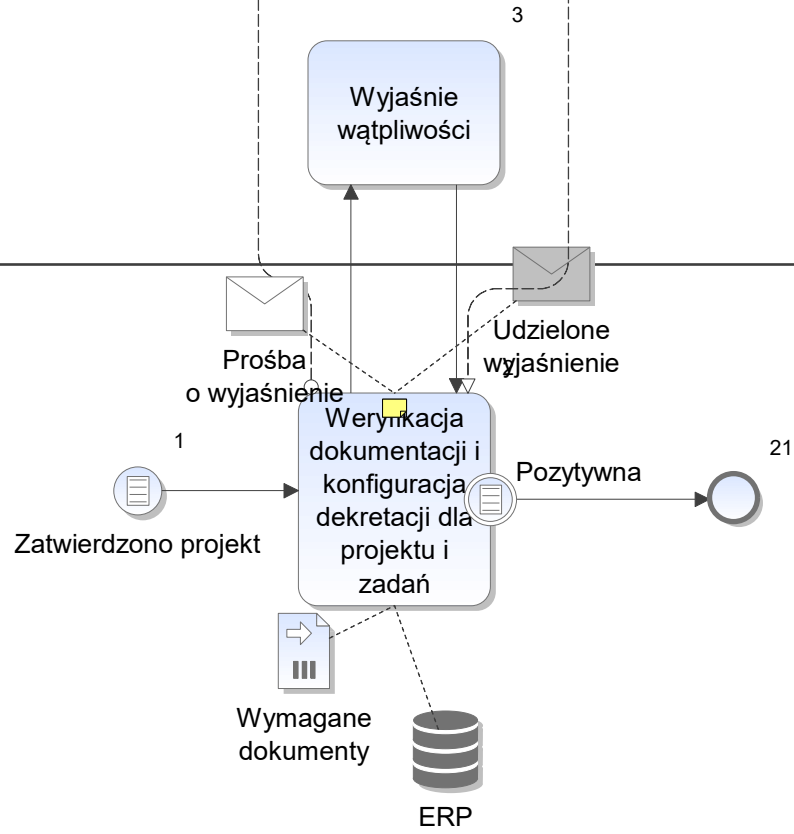 3
Wyjaśnie
wątpliwości
Prośba
o wyjaśnienie
Udzielone
wyjaśnienie
2
1
Zatwierdzono projekt
Weryfikacja
dokumentacji i
konfiguracja
dekretacji dla
projektu i
zadań
Pozytywna
21
Wymagane
dokumenty
ERP